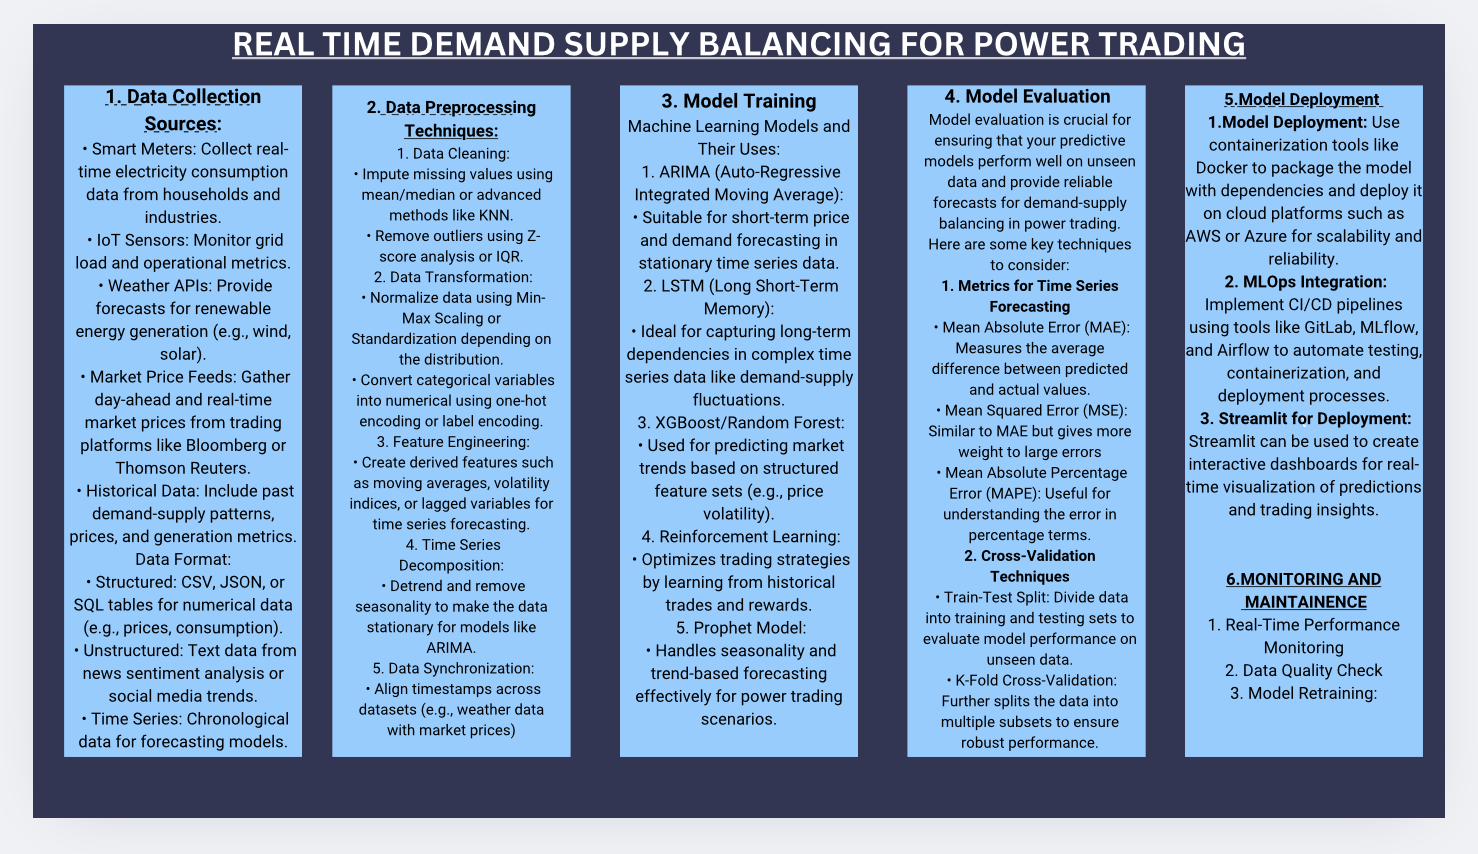 REAL TIME DEMAND SUPPLY BALANCING FOR POWER TRADING
1. Data Collection
Sources:
• Smart Meters: Collect real-
time electricity consumption
data from households and
industries.
• IoT Sensors: Monitor grid
load and operational metrics.
• Weather APIs: Provide
forecasts for renewable
energy generation (e.g., wind,
solar).
• Market Price Feeds: Gather
day-ahead and real-time
market prices from trading
platforms like Bloomberg or
Thomson Reuters.
• Historical Data: Include past
demand-supply patterns,
prices, and generation metrics.
Data Format:
• Structured: CSV, JSON, or
SQL tables for numerical data
(e.g., prices, consumption).
• Unstructured: Text data from
news sentiment analysis or
social media trends.
• Time Series: Chronological
data for forecasting models.
2. Data Preprocessing
Techniques:
1. Data Cleaning:
• Impute missing values using
mean/median or advanced
methods like KNN.
• Remove outliers using Z-
score analysis or IQR.
2. Data Transformation:
• Normalize data using Min-
Max Scaling or
Standardization depending on
the distribution.
• Convert categorical variables
into numerical using one-hot
encoding or label encoding.
3. Feature Engineering:
• Create derived features such
as moving averages, volatility
indices, or lagged variables for
time series forecasting.
4. Time Series
Decomposition:
• Detrend and remove
seasonality to make the data
stationary for models like
ARIMA.
5. Data Synchronization:
• Align timestamps across
datasets (e.g., weather data
with market prices)
3. Model Training
Machine Learning Models and
Their Uses:
1. ARIMA (Auto-Regressive
Integrated Moving Average):
• Suitable for short-term price
and demand forecasting in
stationary time series data.
2. LSTM (Long Short-Term
Memory):
• Ideal for capturing long-term
dependencies in complex time
series data like demand-supply
fluctuations.
3. XGBoost/Random Forest:
• Used for predicting market
trends based on structured
feature sets (e.g., price
volatility).
4. Reinforcement Learning:
• Optimizes trading strategies
by learning from historical
trades and rewards.
5. Prophet Model:
• Handles seasonality and
trend-based forecasting
effectively for power trading
scenarios.
4. Model Evaluation
Model evaluation is crucial for
ensuring that your predictive
models perform well on unseen
data and provide reliable
forecasts for demand-supply
balancing in power trading.
Here are some key techniques
to consider:
1. Metrics for Time Series
Forecasting
• Mean Absolute Error (MAE):
Measures the average
difference between predicted
and actual values.
• Mean Squared Error (MSE):
Similar to MAE but gives more
weight to large errors
• Mean Absolute Percentage
Error (MAPE): Useful for
understanding the error in
percentage terms.
2. Cross-Validation
Techniques
• Train-Test Split: Divide data
into training and testing sets to
evaluate model performance on
unseen data.
• K-Fold Cross-Validation:
Further splits the data into
multiple subsets to ensure
robust performance.
5.Model Deployment
1.Model Deployment: Use
containerization tools like
Docker to package the model
with dependencies and deploy it
on cloud platforms such as
AWS or Azure for scalability and
reliability.
2. MLOps Integration:
Implement CI/CD pipelines
using tools like GitLab, MLflow,
and Airflow to automate testing,
containerization, and
deployment processes.
3. Streamlit for Deployment:
Streamlit can be used to create
interactive dashboards for real-
time visualization of predictions
and trading insights.
6.MONITORING AND
MAINTAINENCE
1. Real-Time Performance
Monitoring
2. Data Quality Check
3. Model Retraining: